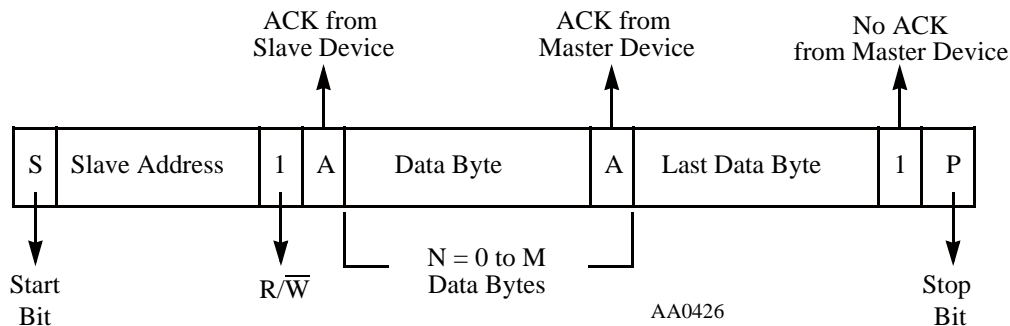 ACK from
Slave Device
ACK from
Master Device
No ACK
from Master Device
S
Slave Address
1
A
Data Byte
A
Last Data Byte
1
P
Start
Bit
R/W̅
N = 0 to M
Data Bytes
AA0426
Stop
Bit